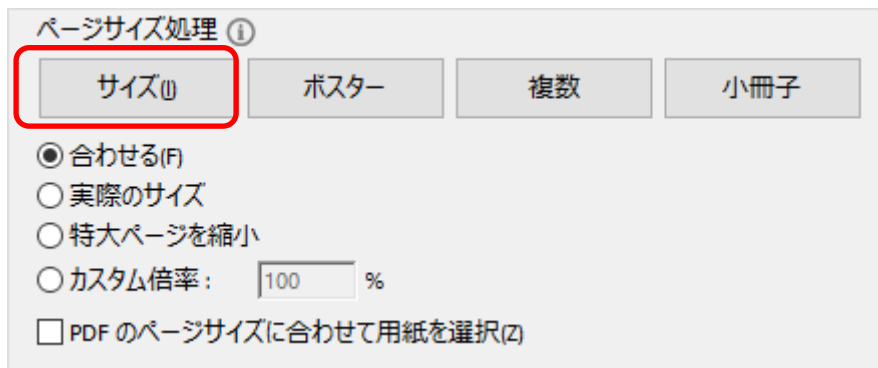 ページサイズ処理 ⓘ
サイズ(I) ポスター 複数 小冊子
合わせる(F)
実際のサイズ
特大ページを縮小
カスタム倍率: 100 %
PDF のページサイズに合わせて用紙を選択(Z)